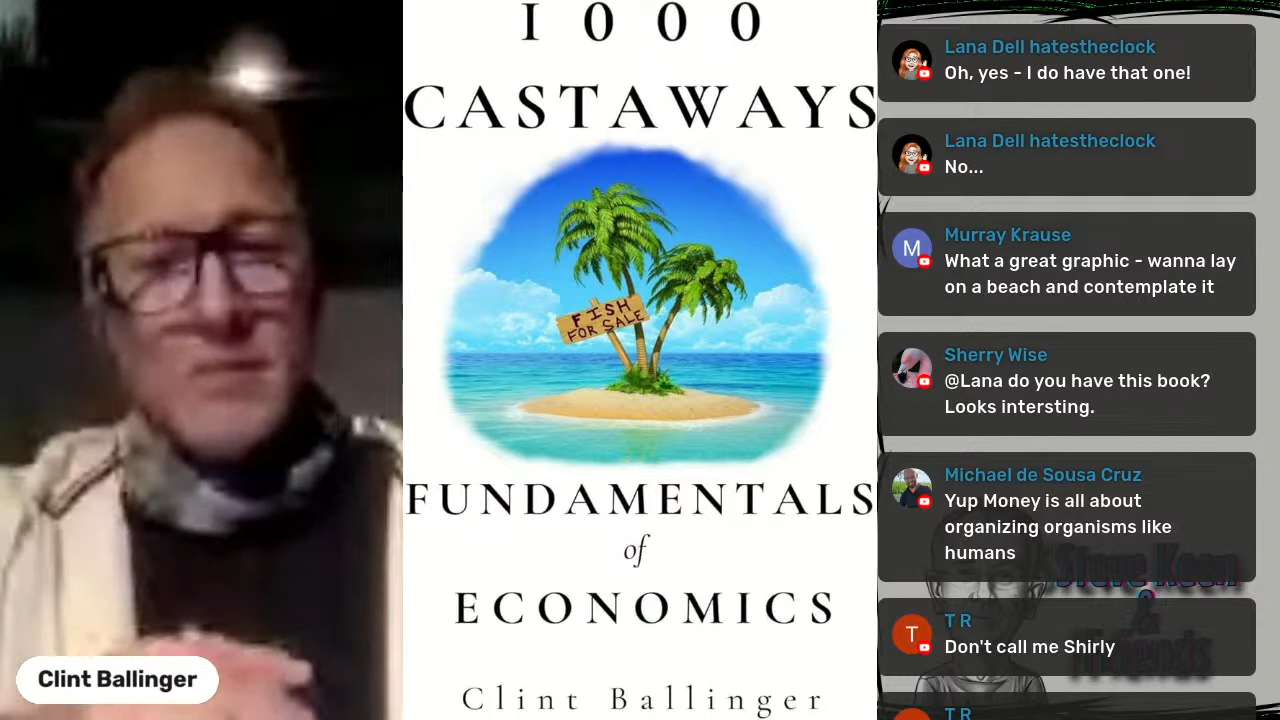 Clint Ballinger
1000
CASTAWAYS
FISH
FOR SALE
FUNDAMENTALS
of
ECONOMICS
Clint Ballinger
Lana Dell hatestheclock
Oh, yes - I do have that one!
Lana Dell hatestheclock
No...
Murray Krause
What a great graphic - wanna lay
on a beach and contemplate it
Sherry Wise
@Lana do you have this book?
Looks intersting.
Michael de Sousa Cruz
Yup Money is all about
organizing organisms like
humans
Steve Keen
&
Friends
T R
Don't call me Shirly
T R